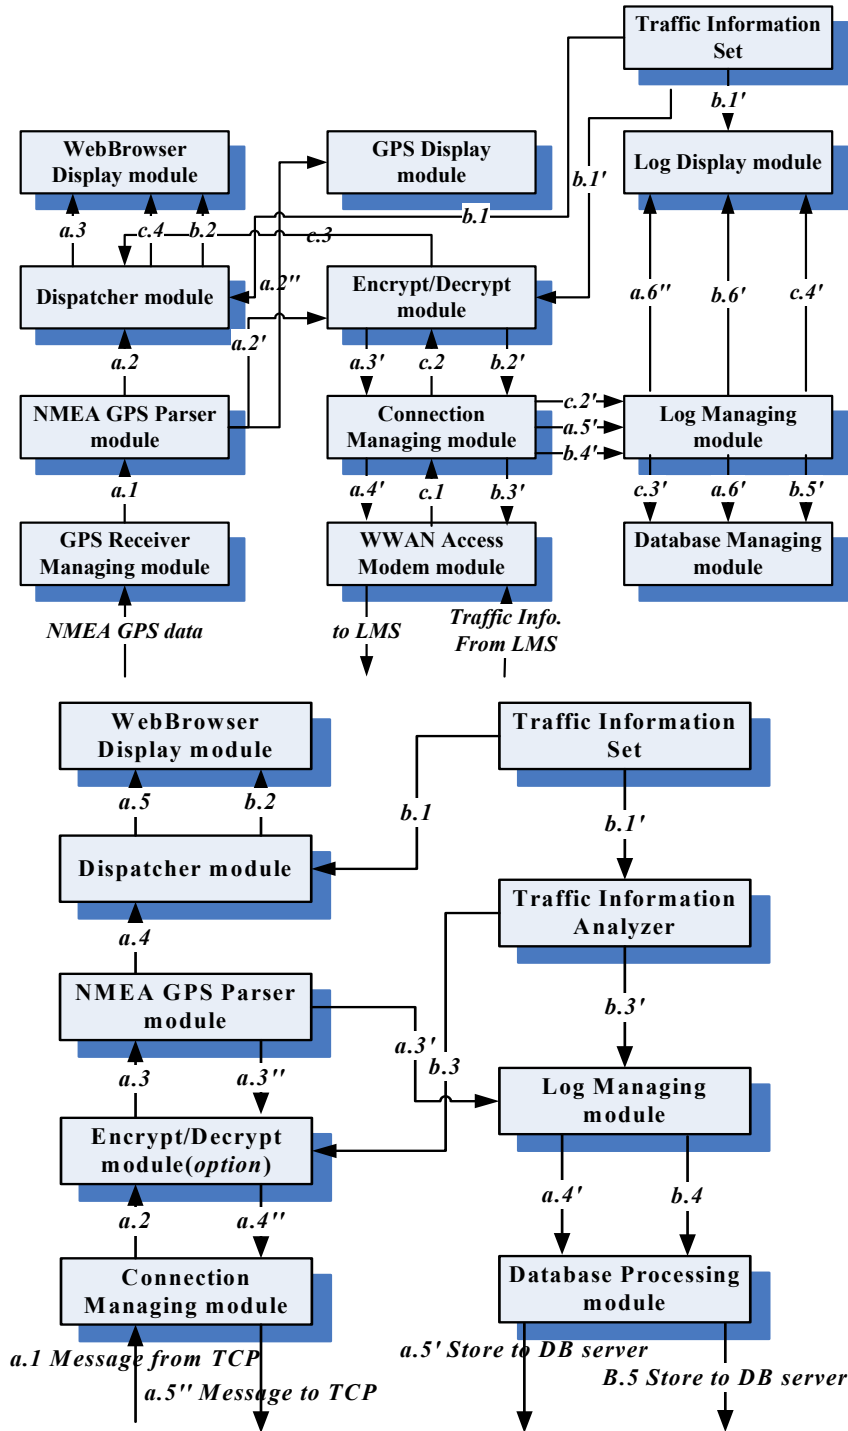 Traffic Information
Set
b.1'
WebBrowser
Display module
GPS Display
module
Log Display module
b.1'
b.1
a.3
c.4
b.2
c.3
Dispatcher module
a.2''
Encrypt/Decrypt
module
a.6''
b.6'
c.4'
a.2'
a.2
a.3'
c.2
b.2'
NMEA GPS Parser
module
Connection
Managing module
c.2'
a.5'
b.4'
Log Managing
module
a.1
a.4'
c.1
b.3'
c.3'
a.6'
b.5'
GPS Receiver
Managing module
WWAN Access
Modem module
Database Managing
module
NMEA GPS data
to LMS
Traffic Info.
From LMS
WebBrowser
Display module
Traffic Information
Set
a.5
b.2
b.1
b.1'
Dispatcher module
Traffic Information
Analyzer
a.4
NMEA GPS Parser
module
b.3'
a.3'
b.3
a.3
a.3''
Log Managing
module
Encrypt/Decrypt
module(option)
a.2
a.4''
a.4'
b.4
Connection
Managing module
Database Processing
module
a.1 Message from TCP
a.5' Store to DB server
a.5'' Message to TCP
B.5 Store to DB server